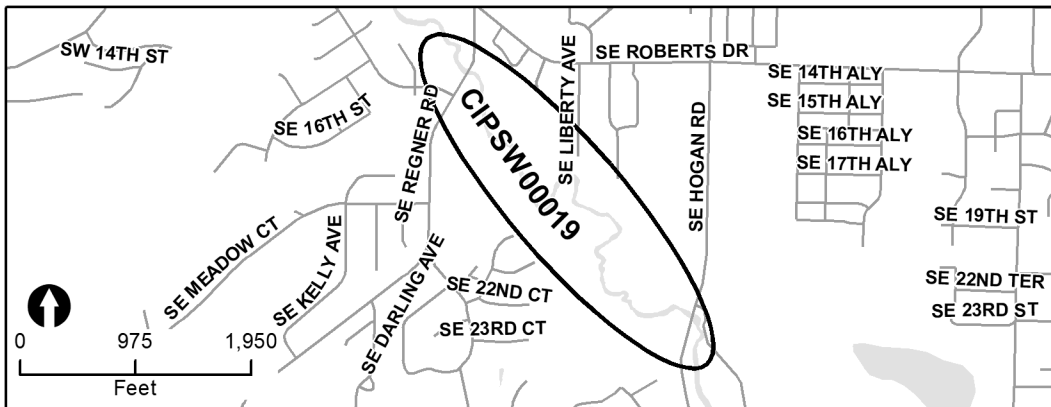 SW 14TH ST
SE ROBERTS DR
SE 14TH ALY
SE 15TH ALY
SE 16TH ALY
SE 17TH ALY
SE 16TH ST
SE REGNER RD
CIPSW00019
SE LIBERTY AVE
SE HOGAN RD
SE 19TH ST
SE MEADOW CT
SE KELLY AVE
SE DARLING AVE
SE 22ND CT
SE 23RD CT
SE 22ND TER
SE 23RD ST
0 975 1,950
Feet